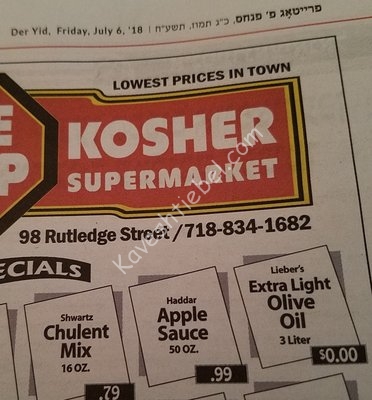 Der Yid, Friday, July 6, '18 | פרייטאג פ' פנחס, כ"ג תמוז, תשע"ח
LOWEST PRICES IN TOWN
E
P
KOSHER
SUPERMARKET
98 Rutledge Street / 718-834-1682
ECIALS
Shwartz
Chulent
Mix
16 OZ.
.79
Haddar
Apple
Sauce
50 OZ.
.99
Lieber's
Extra Light
Olive
Oil
3 Liter
$0.00
Kaveshtiebel.com